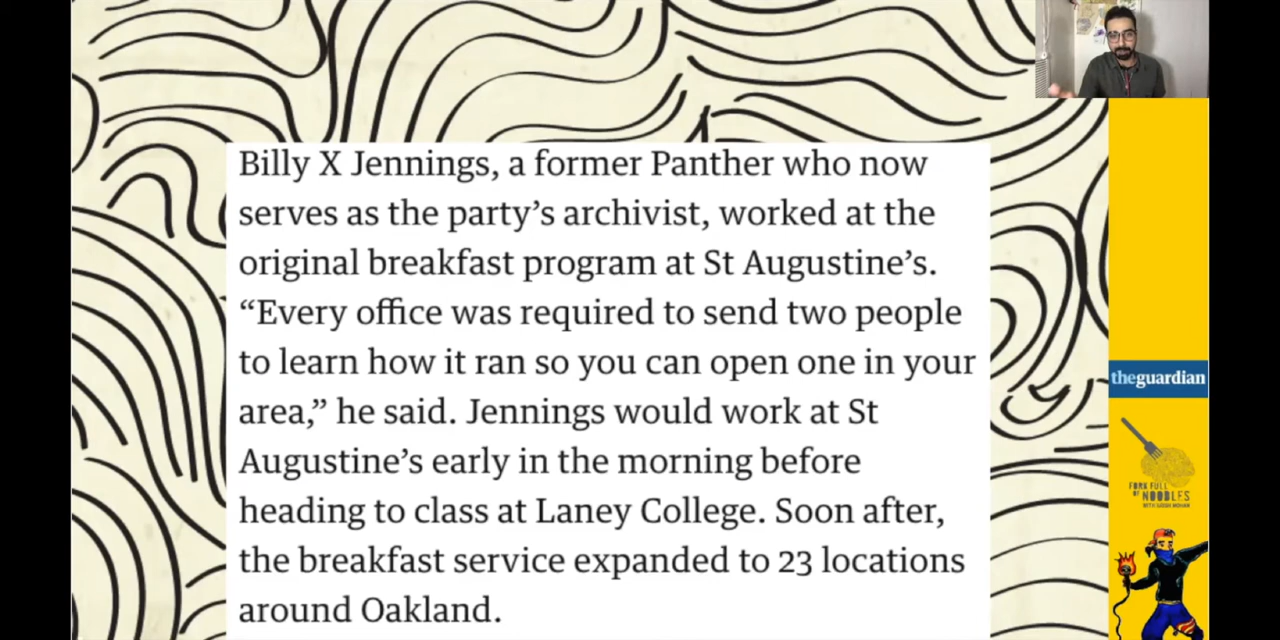 Billy X Jennings, a former Panther who now
serves as the party’s archivist, worked at the
original breakfast program at St Augustine’s.
“Every office was required to send two people
to learn how it ran so you can open one in your
area,” he said. Jennings would work at St
Augustine’s early in the morning before
heading to class at Laney College. Soon after,
the breakfast service expanded to 23 locations
around Oakland.
theguardian
FORK FULL
OF NOODLES